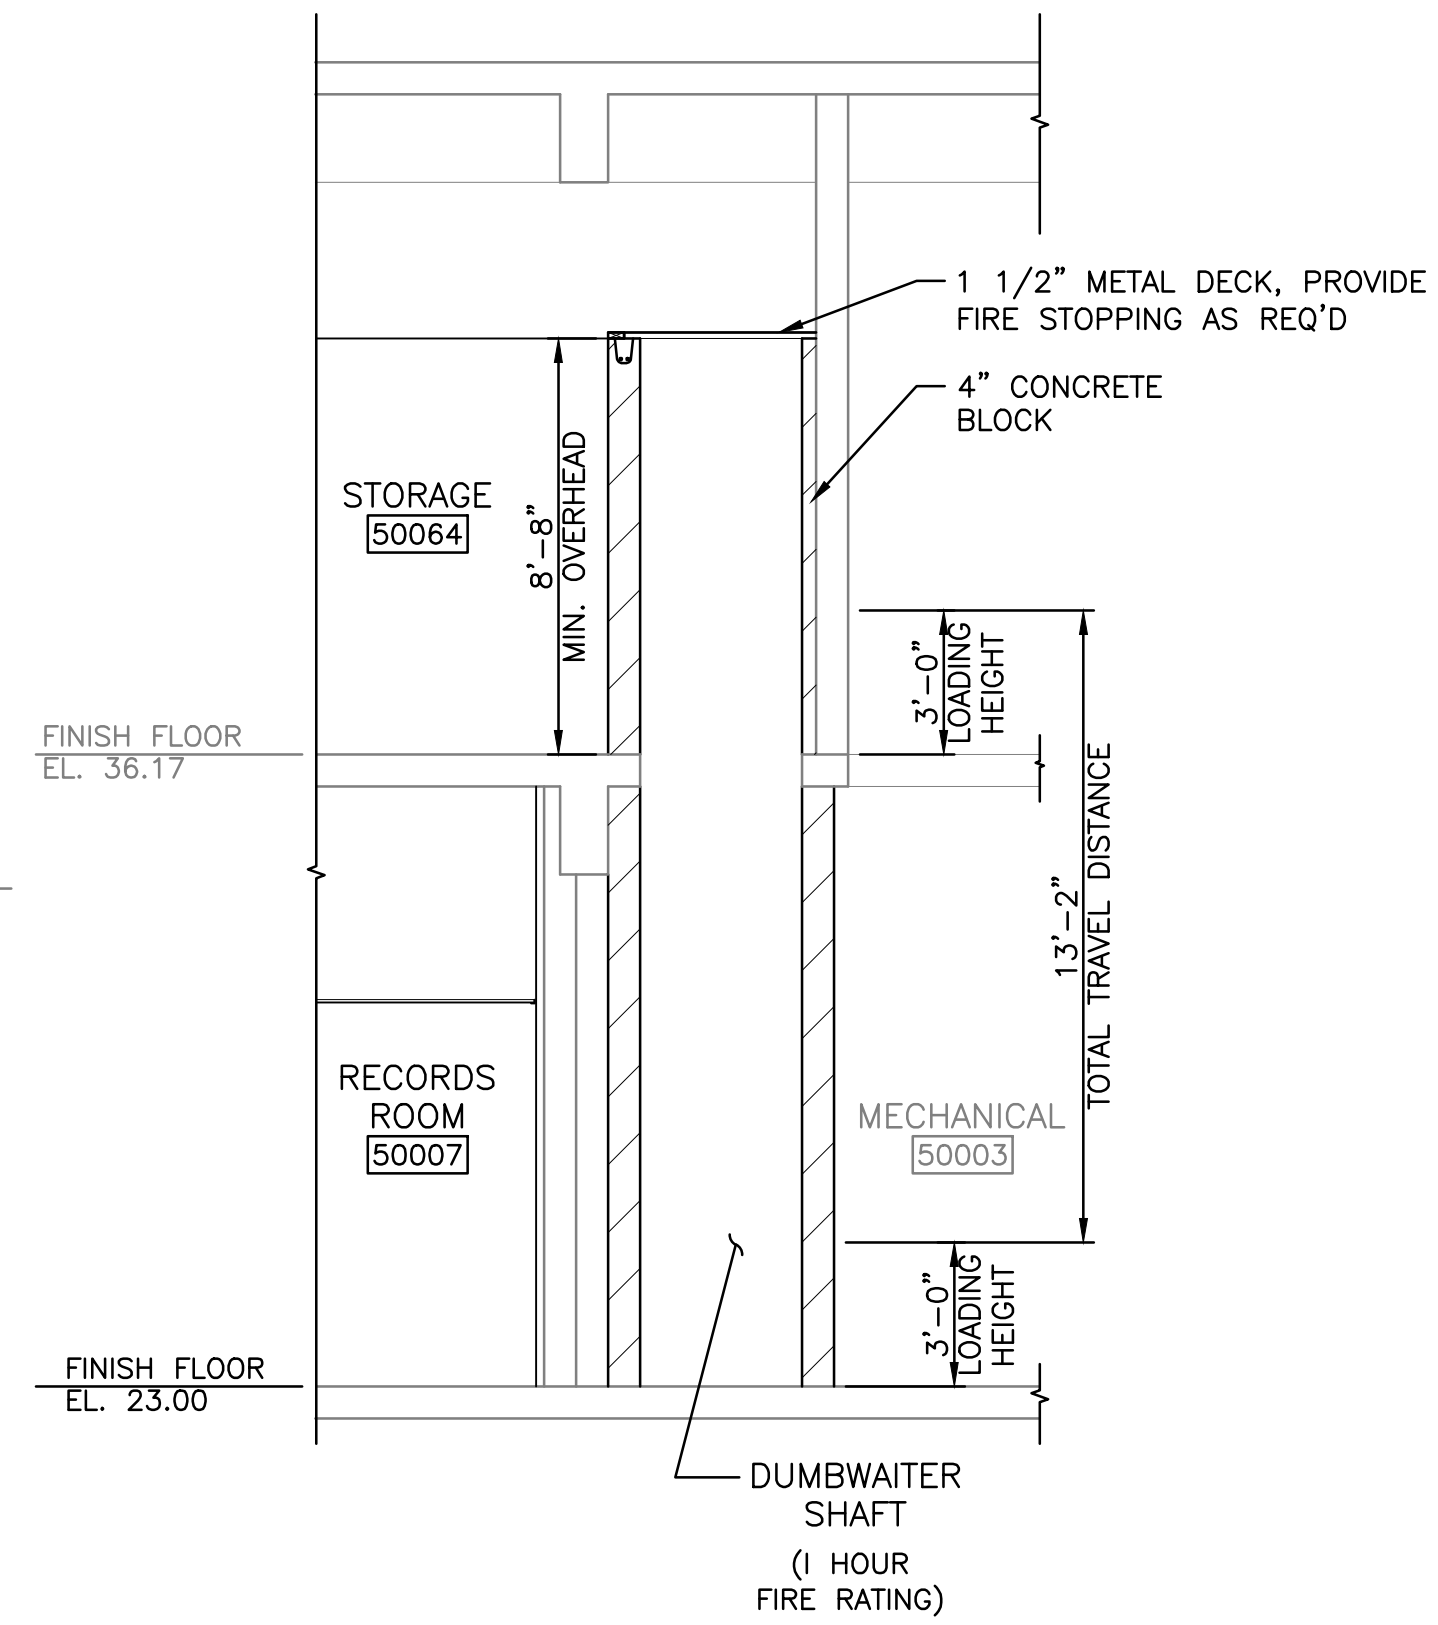 1 1/2” METAL DECK, PROVIDE
FIRE STOPPING AS REQ'D
4” CONCRETE
BLOCK
STORAGE
50064
8'-8”
MIN. OVERHEAD
3'-0”
LOADING
HEIGHT
FINISH FLOOR
EL. 36.17
13'-2”
TOTAL TRAVEL DISTANCE
RECORDS
ROOM
50007
MECHANICAL
50003
3'-0”
LOADING
HEIGHT
FINISH FLOOR
EL. 23.00
DUMBWAITER
SHAFT
(1 HOUR
FIRE RATING)